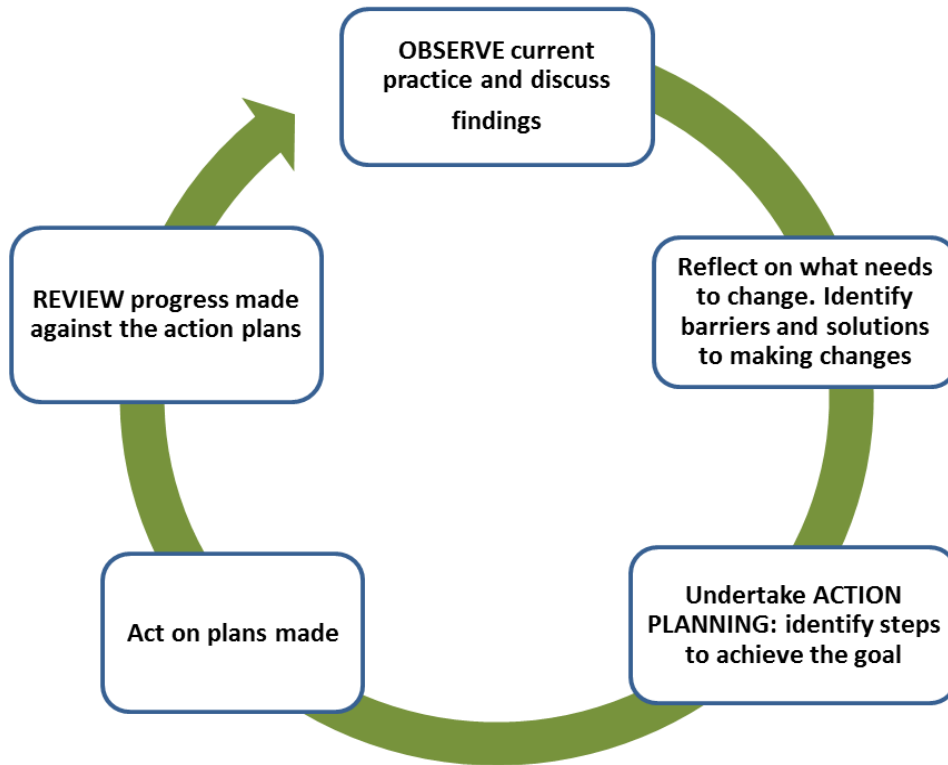 OBSERVE current
practice and discuss
findings
Reflect on what needs
to change. Identify
barriers and solutions
to making changes
Undertake ACTION
PLANNING: identify steps
to achieve the goal
Act on plans made
REVIEW progress made
against the action plans